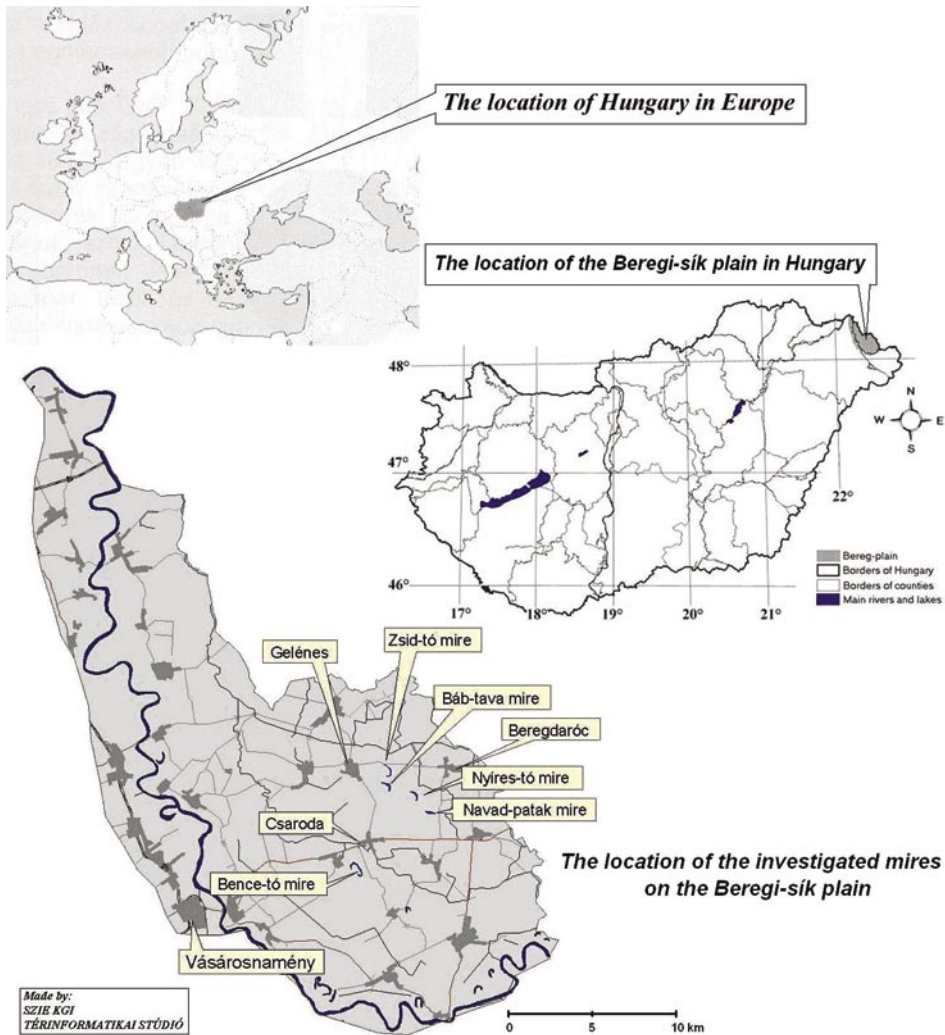 The location of Hungary in Europe
The location of the Beregi-sík plain in Hungary
48°
47°
46°
17°
18°
19°
20°
21°
22°
N
W
E
S
Bereg-plain
Borders of Hungary
Borders of counties
Main rivers and lakes
Zsid-tó mire
Gelénes
Báb-tava mire
Beregdaróc
Nyires-tó mire
Navad-patak mire
Csaroda
Bence-tó mire
Vásárosnamény
The location of the investigated mires
on the Beregi-sík plain
Made by:
SZIE KGI
TÉRINFORMATIKAI STÚDIÓ
0 5 10 km